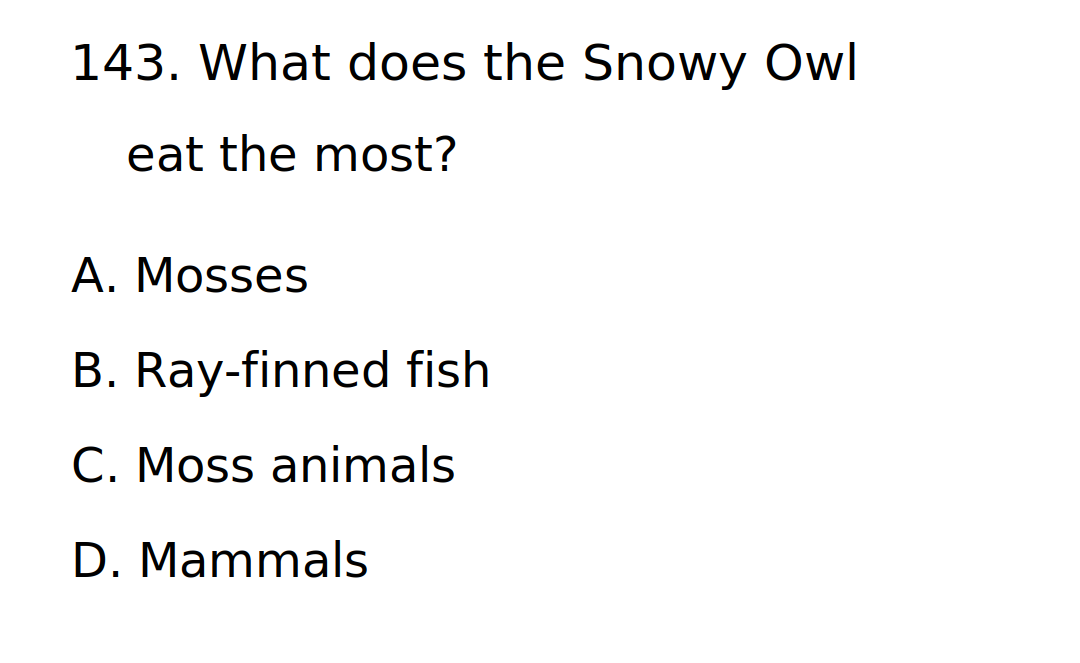 143. What does the Snowy Owl
eat the most?
A. Mosses
B. Ray-finned fish
C. Moss animals
D. Mammals